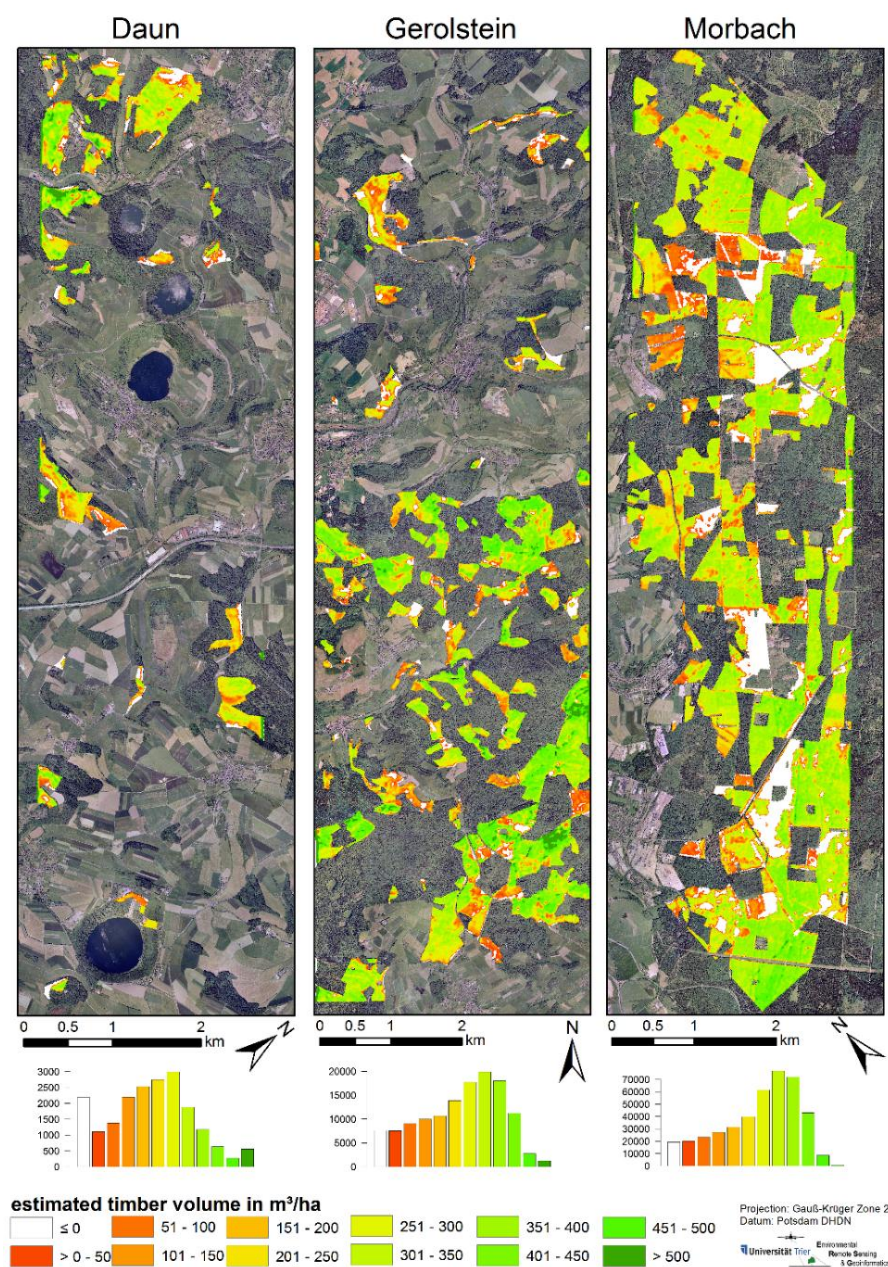 Daun Gerolstein Morbach
0 0.5 1 2 km
0 0.5 1 2 km
0 0.5 1 2 km
N N N
3000 2500 2000 1500 1000 500 0
20000 15000 10000 5000 0
70000 60000 50000 40000 30000 20000 10000 0
estimated timber volume in m³/ha
≤ 0 51 - 100 151 - 200 251 - 300 351 - 400 451 - 500
> 0 - 50 101 - 150 201 - 250 301 - 350 401 - 450 > 500
Projection: Gauß-Krüger Zone 2
Datum: Potsdam DHDN
Universität Trier
Environmental
Remote Sensing
& Geoinformation